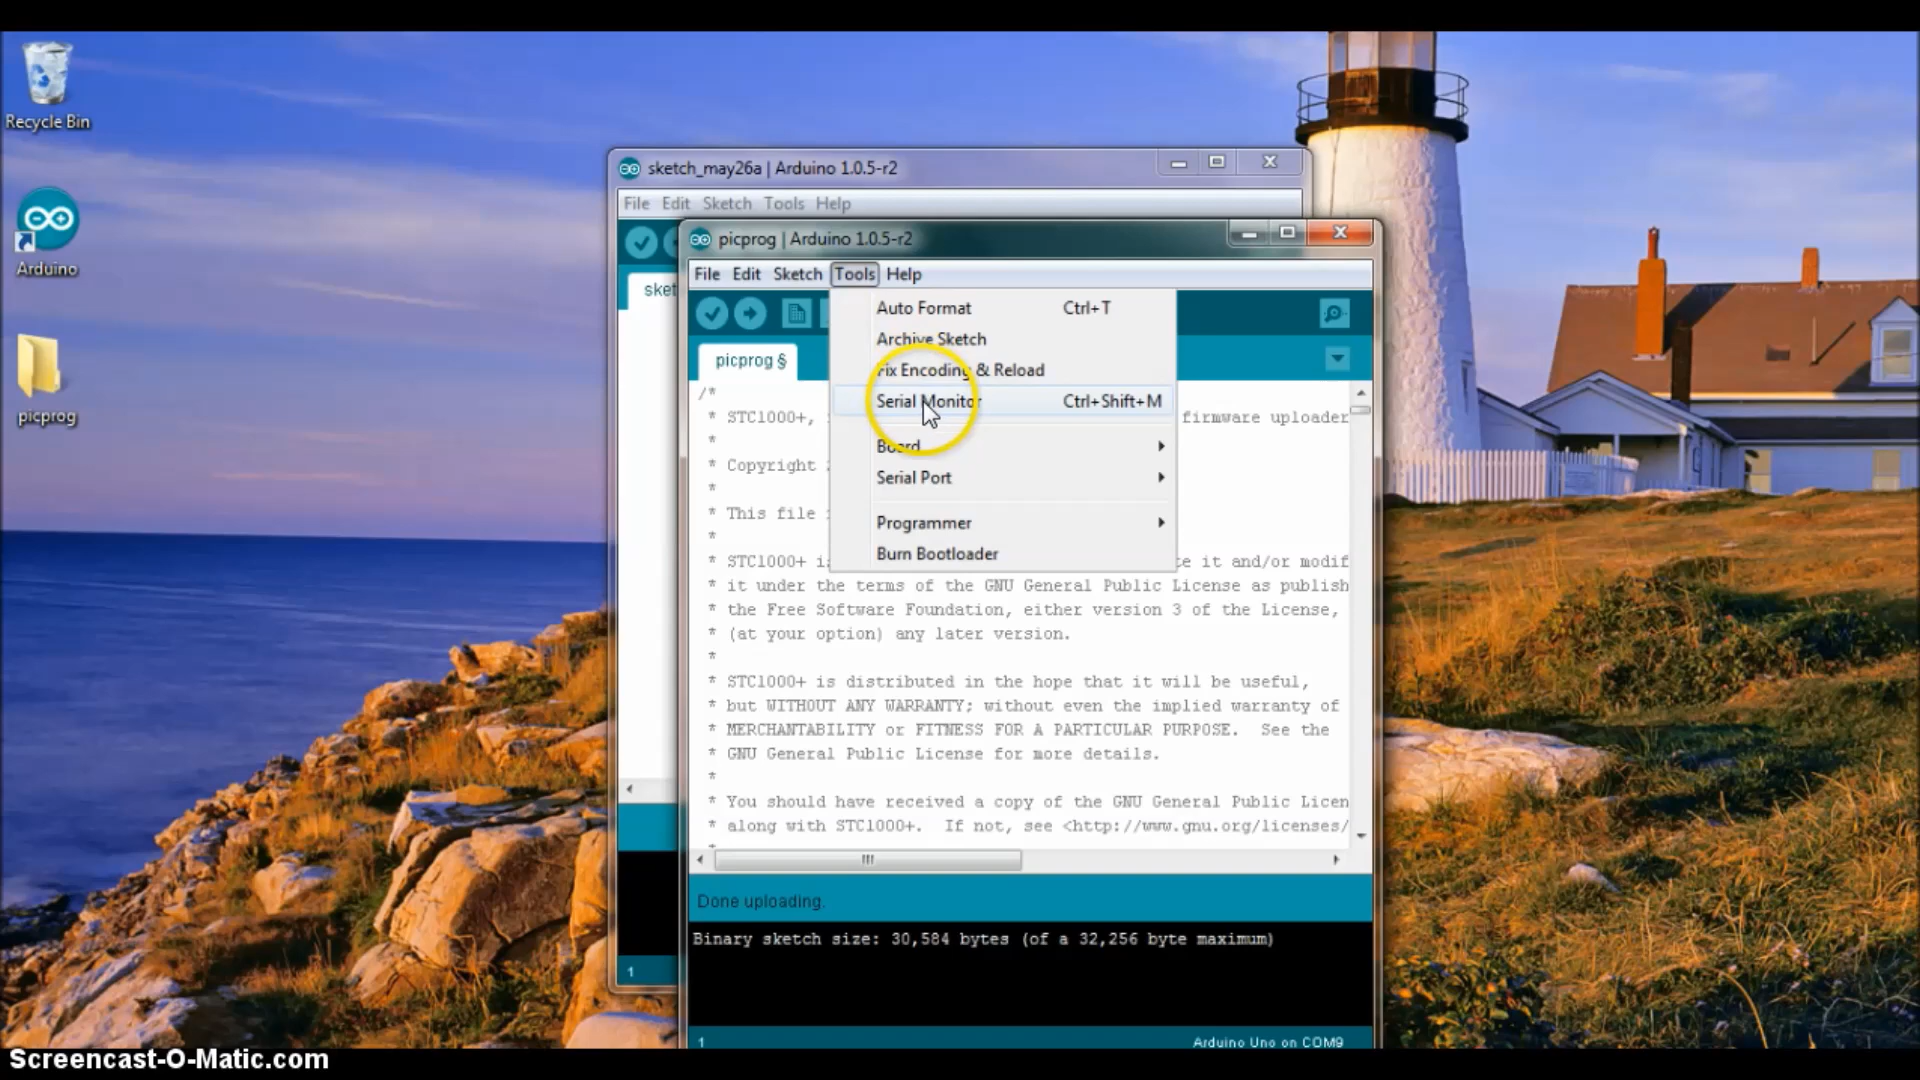 Recycle Bin
Arduino
picprog
sketch_may26a | Arduino 1.0.5-r2
File Edit Sketch Tools Help
sket
picprog | Arduino 1.0.5-r2
File Edit Sketch Tools Help
picprog §
Auto Format Ctrl+T
Archive Sketch
Fix Encoding & Reload
Serial Monitor Ctrl+Shift+M
Board
Serial Port
Programmer
Burn Bootloader
/*
* STC1000+, firmware uploader
*
* Copyright
*
* This file
*
* STC1000+ te it and/or modif
* it under the terms of the GNU General Public License as publish
* the Free Software Foundation, either version 3 of the License,
* (at your option) any later version.
*
* STC1000+ is distributed in the hope that it will be useful,
* but WITHOUT ANY WARRANTY; without even the implied warranty of
* MERCHANTABILITY or FITNESS FOR A PARTICULAR PURPOSE. See the
* GNU General Public License for more details.
*
* You should have received a copy of the GNU General Public Licen
* along with STC1000+. If not, see <http://www.gnu.org/licenses/
*
Done uploading.
Binary sketch size: 30,584 bytes (of a 32,256 byte maximum)
1
1 Arduino Uno on COM9
Screencast-O-Matic.com